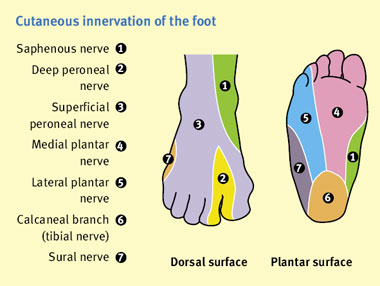 Cutaneous innervation of the foot
Saphenous nerve 1
Deep peroneal 2
nerve
Superficial 3
peroneal nerve
Medial plantar 4
nerve
Lateral plantar 5
nerve
Calcaneal branch 6
(tibial nerve)
Sural nerve 7
1
3
7
2
4
5
1
7
6
Dorsal surface
Plantar surface